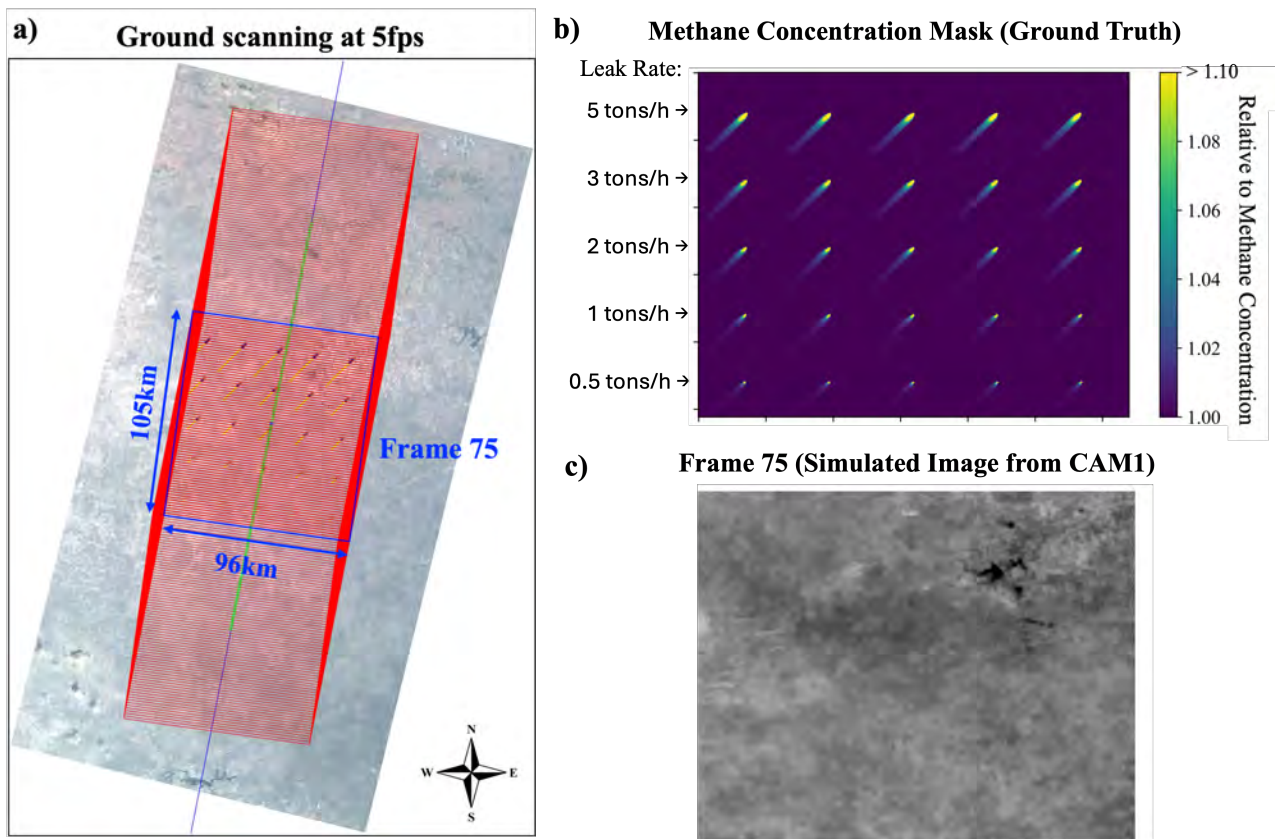 a)
Ground scanning at 5fps
105km
96km
Frame 75
N
W
E
S
b)
Methane Concentration Mask (Ground Truth)
Leak Rate:
5 tons/h →
3 tons/h →
2 tons/h →
1 tons/h →
0.5 tons/h →
> 1.10
1.08
1.06
1.04
1.02
1.00
Relative to Methane Concentration
c)
Frame 75 (Simulated Image from CAM1)